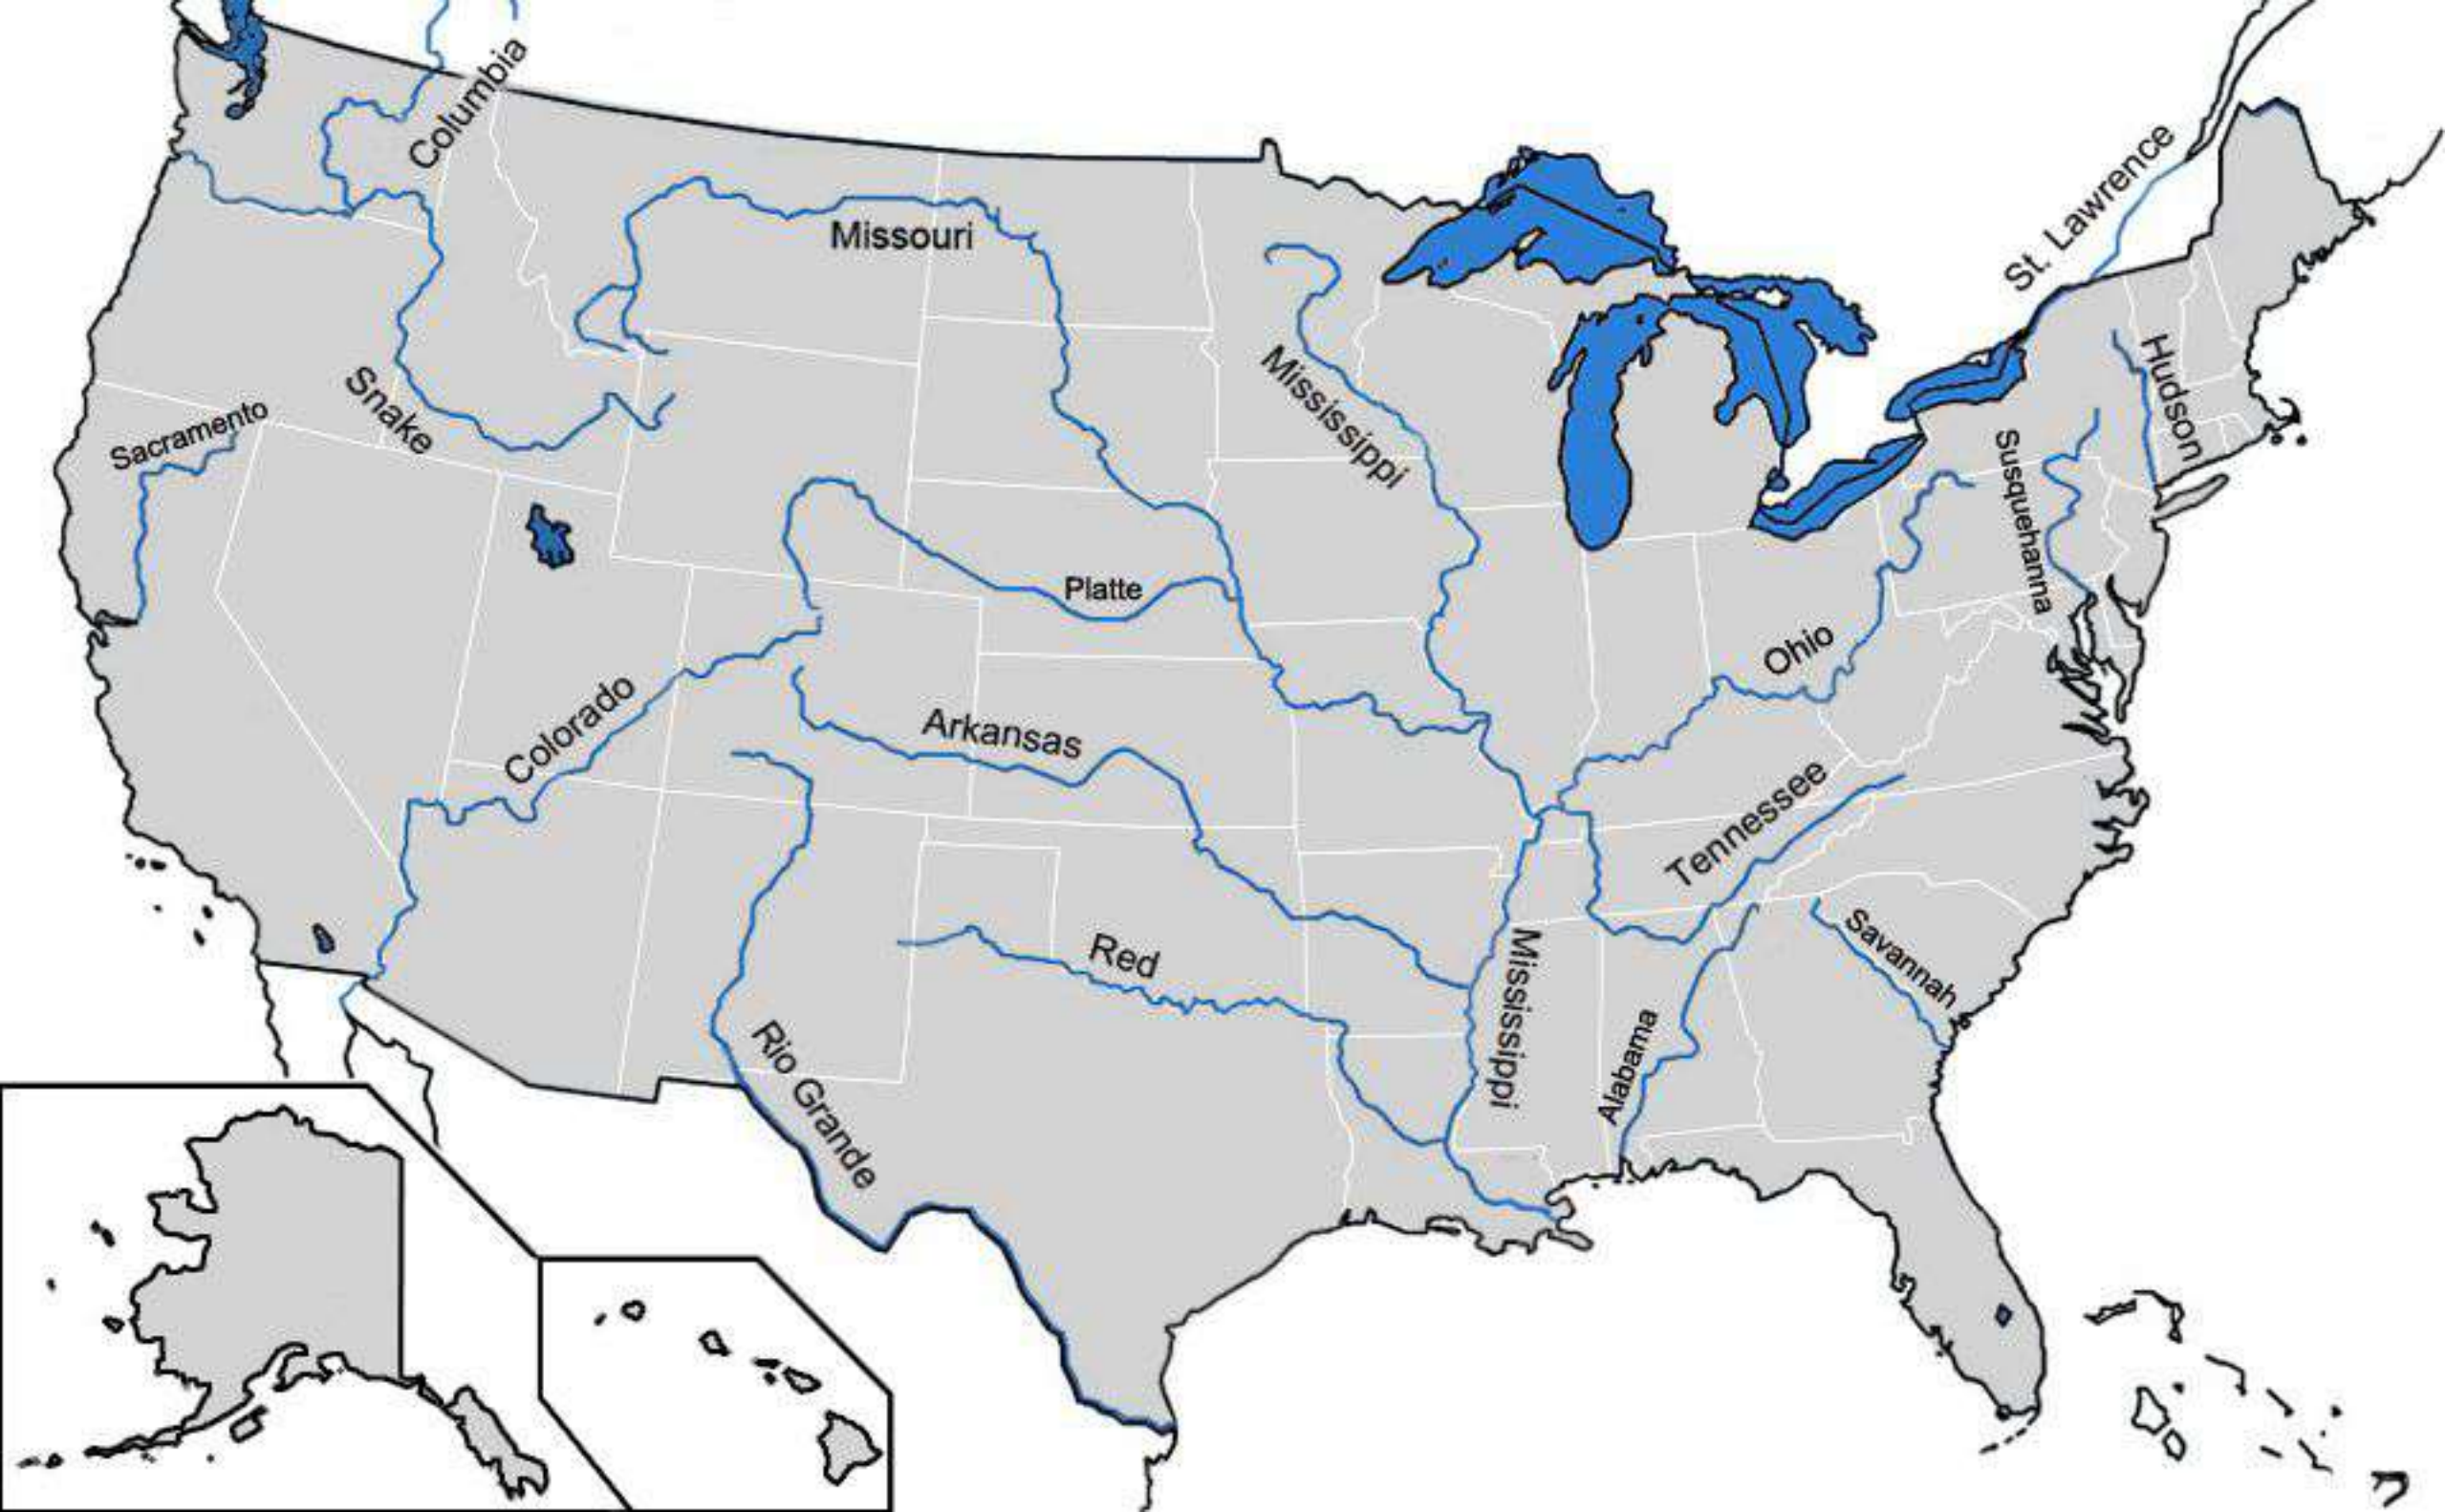 Columbia
St. Lawrence
Missouri
Hudson
Mississippi
Snake
Sacramento
Susquehanna
Platte
Ohio
Colorado
Arkansas
Tennessee
Red
Savannah
Mississippi
Alabama
Rio Grande